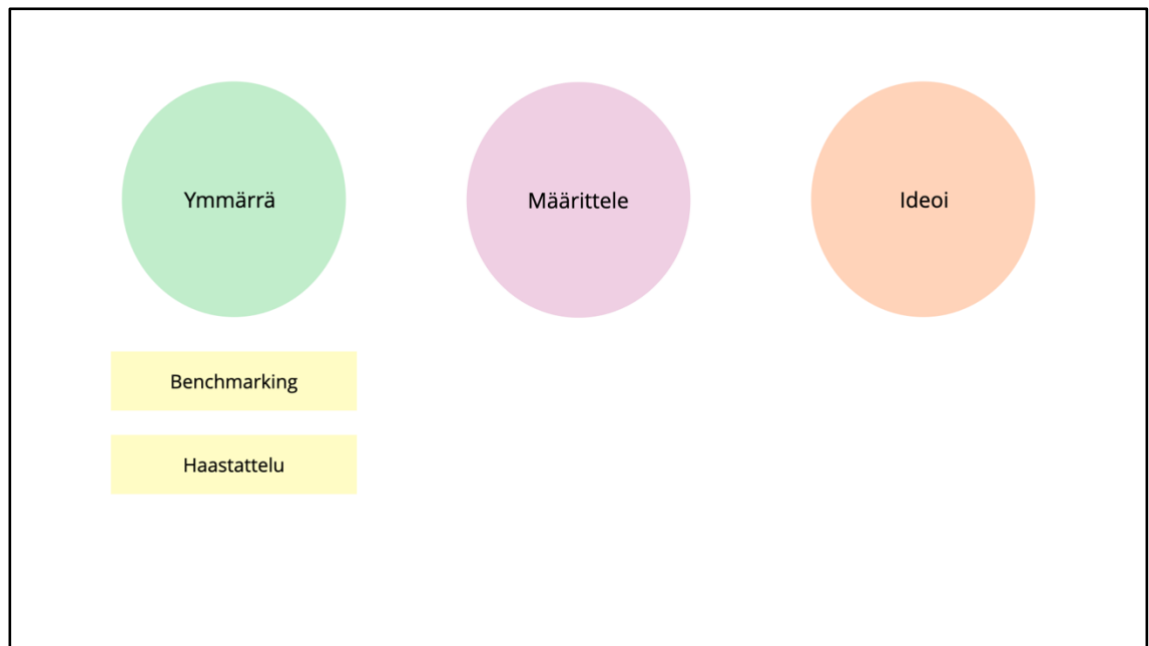 Ymmärrä
Määrittele
Ideoi
Benchmarking
Haastattelu